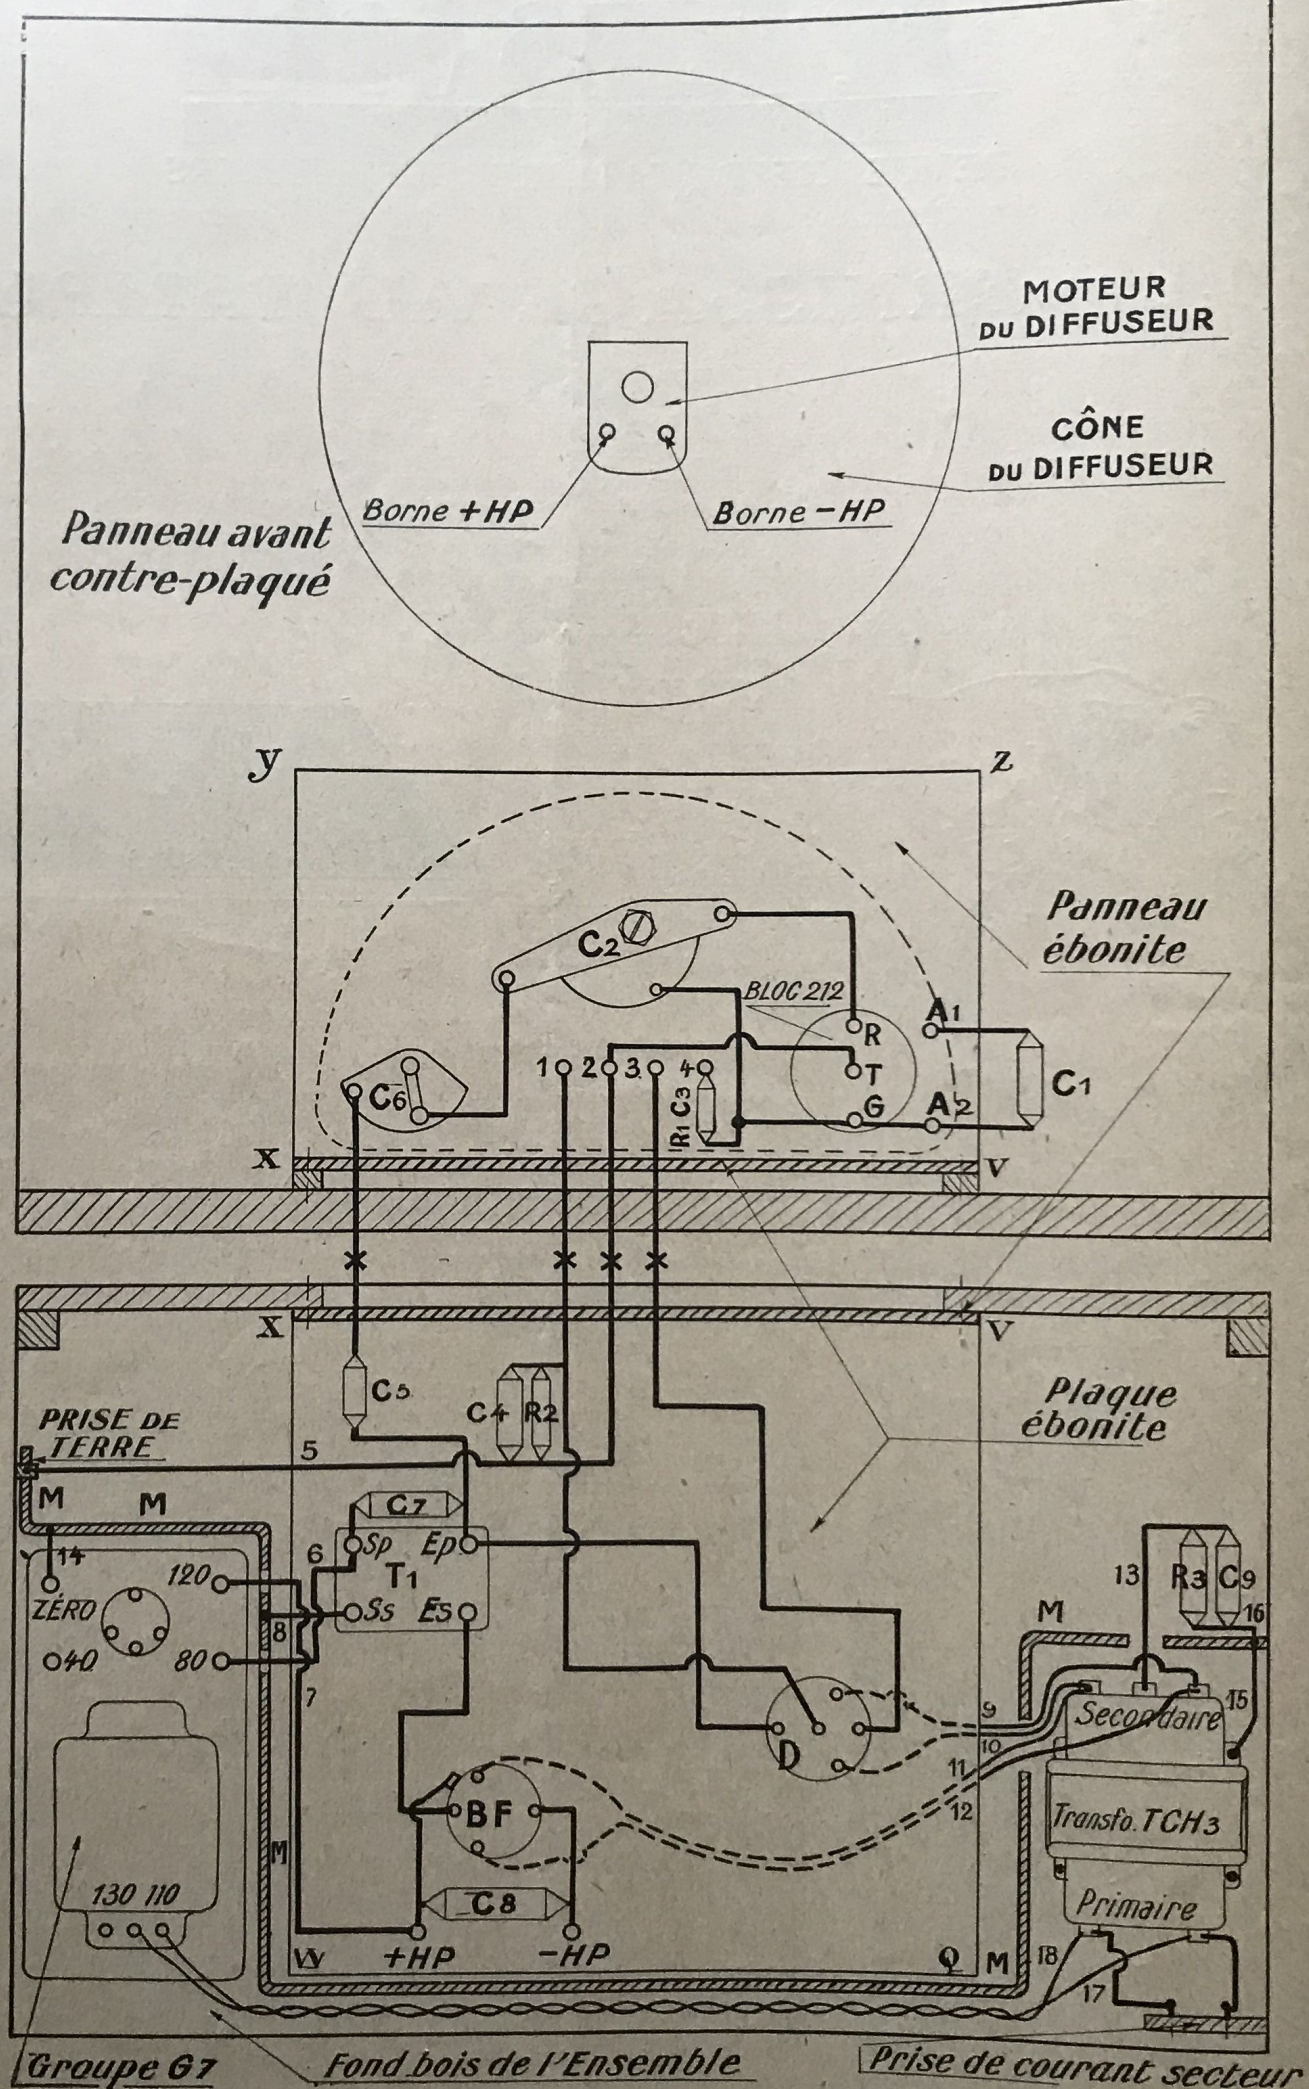 MOTEUR
DU DIFFUSEUR
CÔNE
DU DIFFUSEUR
Borne +HP
Borne -HP
Panneau avant
contre-plaqué
y
z
Panneau
ébonite
C2
BLOC 212
R
A1
1
2
3
4
T
C6
C3
C1
R1
G
A2
X
V
X
V
C5
C4
R2
Plaque
ébonite
PRISE DE
TERRE
5
M
M
C7
14
6
Sp
Ep
120
T1
13
R3
C9
ZÉRO
Ss
Es
M
16
8
40
80
7
9
15
Secondaire
D
10
11
BF
12
Transfo. TCH3
M
130 110
C8
Primaire
W
+HP
-HP
Q
M
18
17
Groupe G7
Fond bois de l'Ensemble
Prise de courant secteur